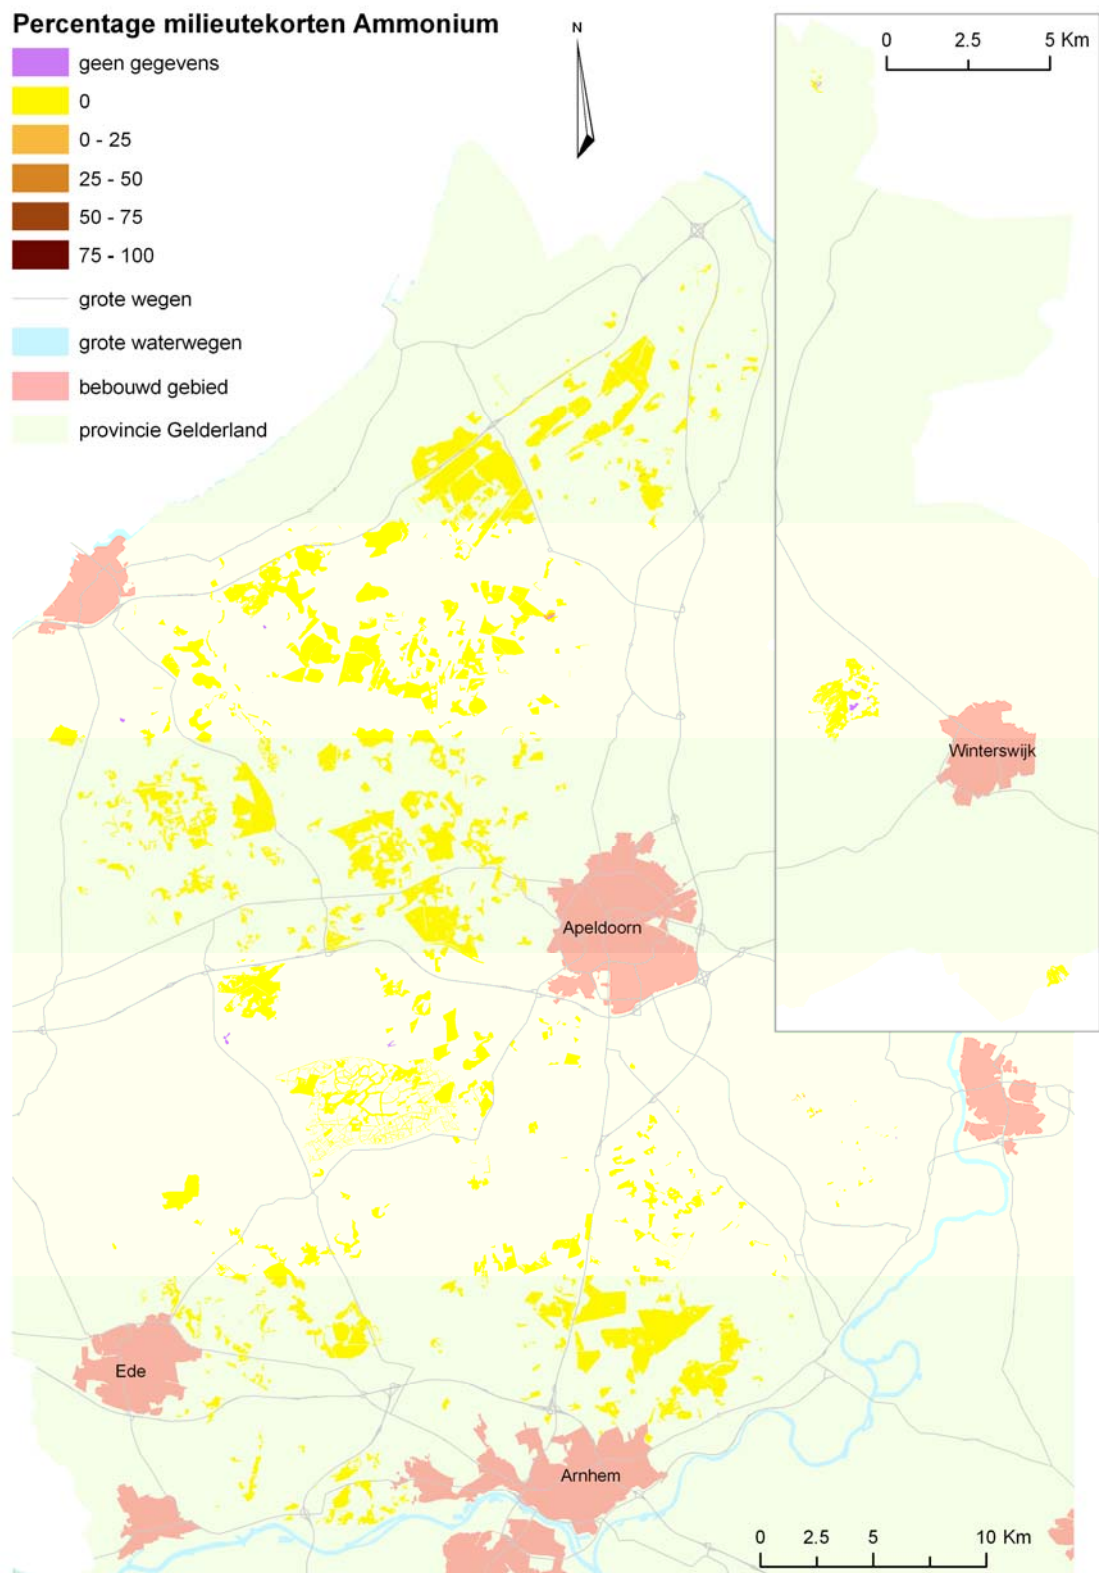 Percentage milieutekorten Ammonium
geen gegevens
0
0 - 25
25 - 50
50 - 75
75 - 100
grote wegen
grote waterwegen
bebouwd gebied
provincie Gelderland
N
0 2.5 5 Km
Winterswijk
Apeldoorn
Ede
Arnhem
0 2.5 5 10 Km